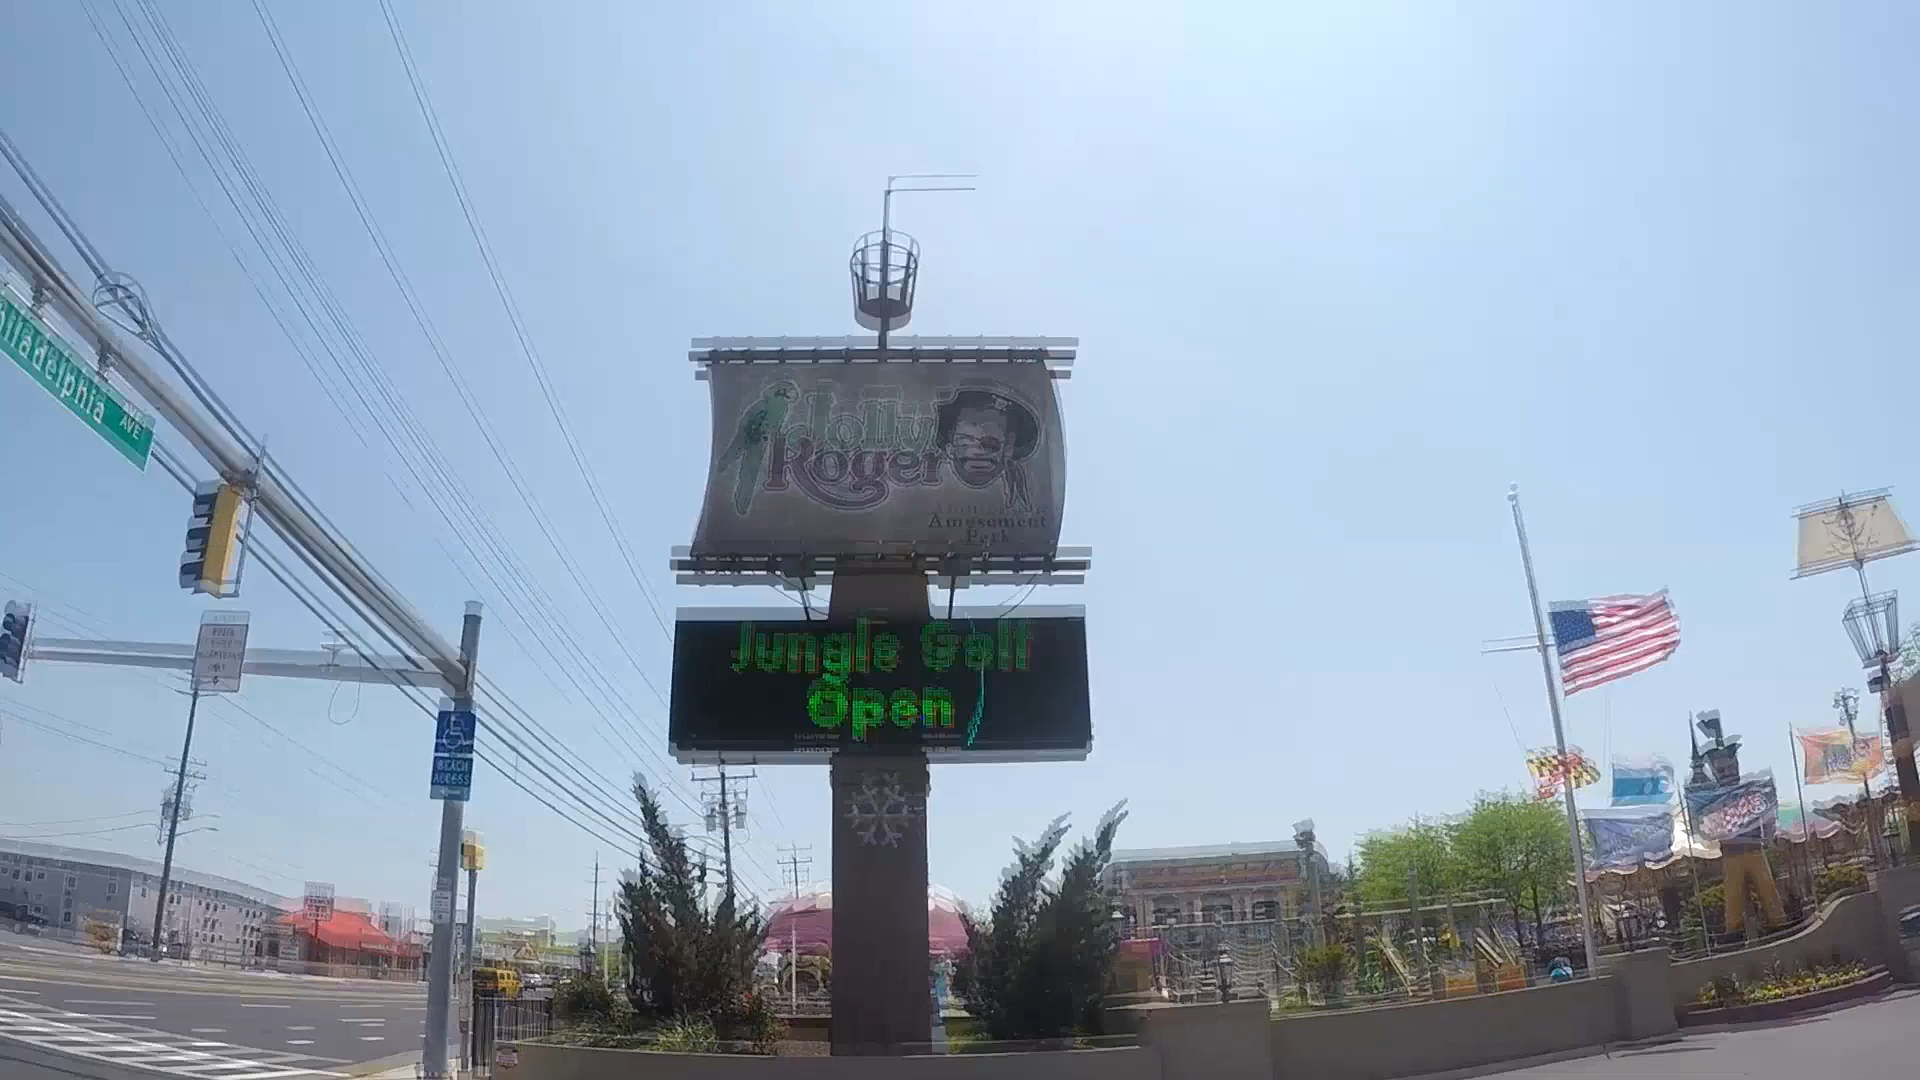 Philadelphia AVE
Jolly
Roger
Amusement
Park
Jungle Golf
Open
BEACH
ACCESS